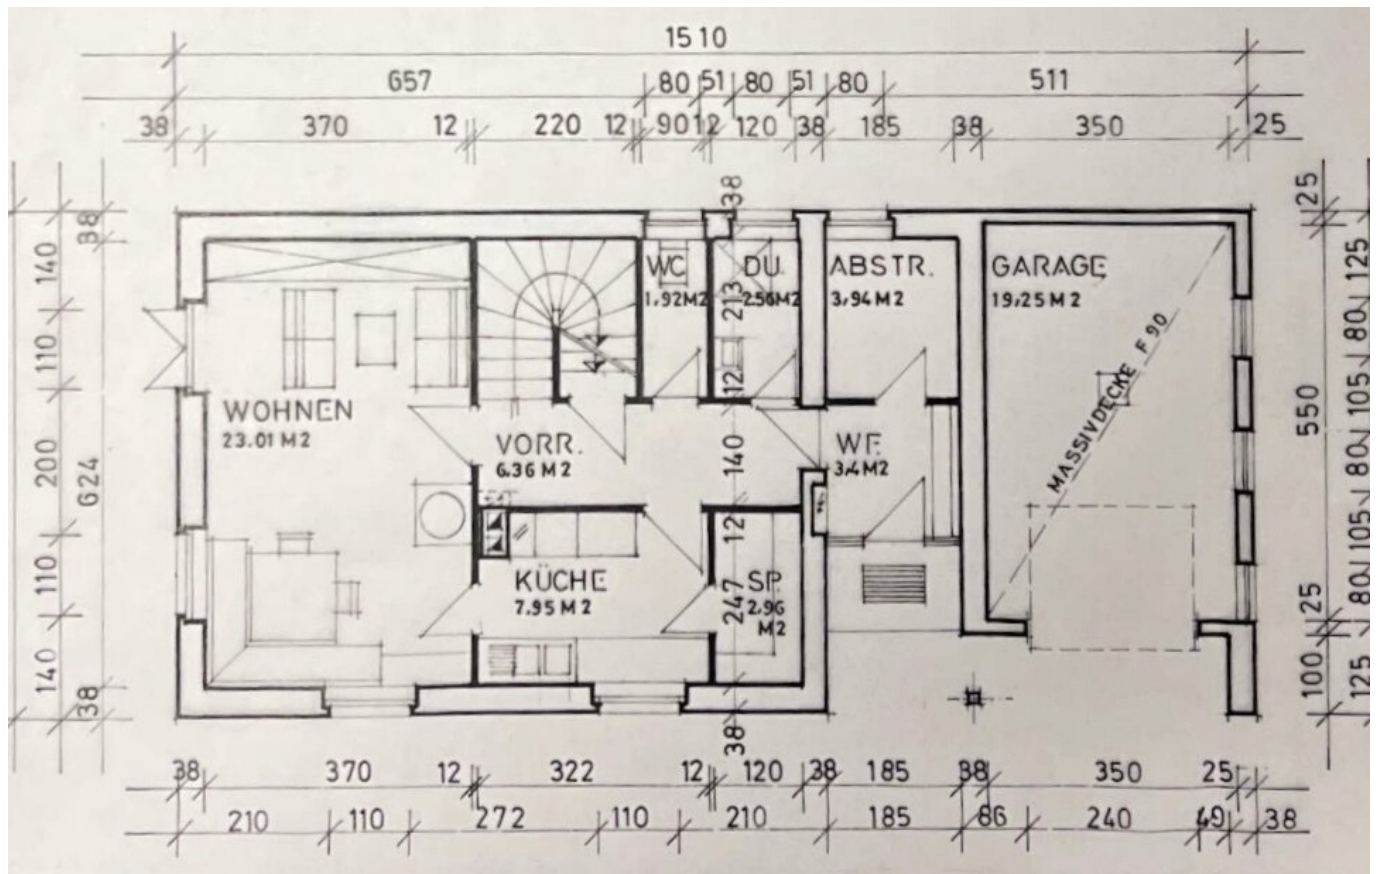 1510
657 80 51 80 51 80 511
38 370 12 220 12 90 12 120 38 185 38 350 25
38
38
140
110
200
110
140
624
38
WC
1,92 M2
DU.
2.56 M2
213
ABSTR.
3,94 M2
GARAGE
19,25 M2
MASSIVDECKE F 90
12
WOHNEN
23.01 M2
VORR.
6,36 M2
140
WF.
3,4 M2
12
KÜCHE
7,95 M2
247
SP.
2,96
M2
38
25
550
25
100
125
80
105
80
105
80
125
38 370 12 322 12 120 38 185 38 350 25
210 110 272 110 210 185 86 240 49 38